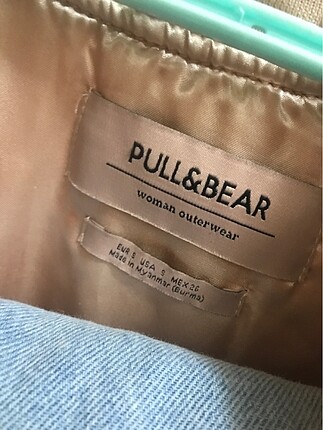 PULL&BEAR
woman outerwear
EUR S USA S MEX 26
Made in Myanmar (Burma)